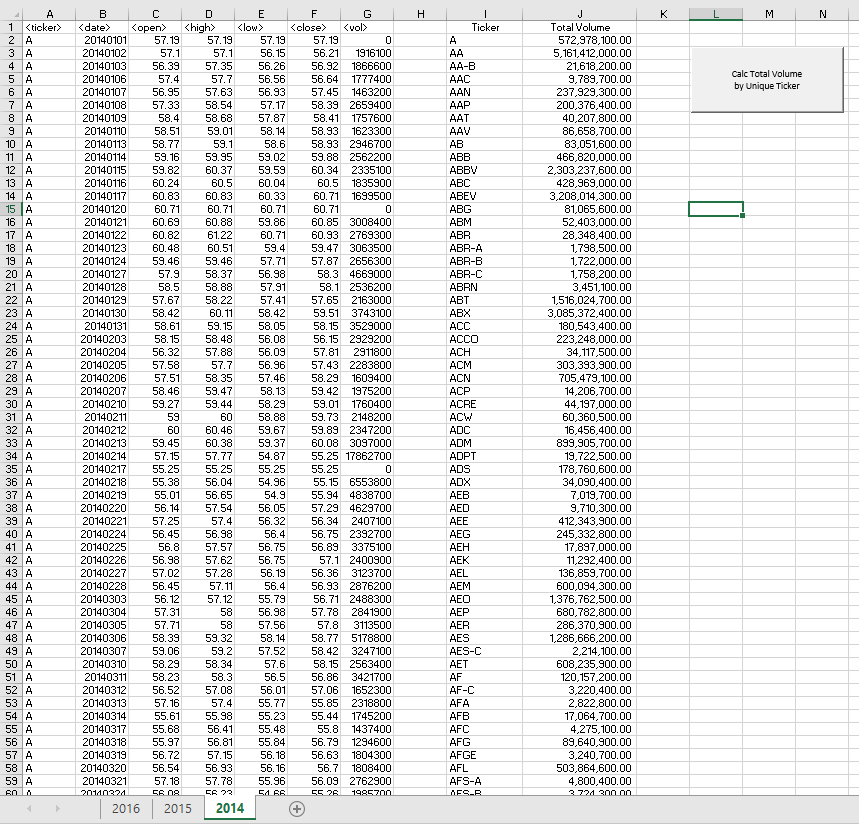 A B C D E F G H I J K L M N
1 <ticker> <date> <open> <high> <low> <close> <vol> Ticker Total Volume
2 A 20140101 57.19 57.19 57.19 57.19 0 A 572,978,100.00
3 A 20140102 57.1 57.1 56.15 56.21 1916100 AA 5,161,412,000.00
4 A 20140103 56.39 57.35 56.26 56.92 1866600 AA-B 21,618,200.00
5 A 20140106 57.4 57.7 56.56 56.64 1777400 AAC 9,789,700.00
6 A 20140107 56.95 57.63 56.93 57.45 1463200 AAN 237,929,300.00
7 A 20140108 57.33 58.54 57.17 58.39 2659400 AAP 200,376,400.00
8 A 20140109 58.4 58.68 57.87 58.41 1757600 AAT 40,207,800.00
9 A 20140110 58.51 59.01 58.14 58.93 1623300 AAV 86,658,700.00
10 A 20140113 58.77 59.1 58.6 58.93 2946700 AB 83,051,600.00
11 A 20140114 59.16 59.95 59.02 59.88 2562200 ABB 466,820,000.00
12 A 20140115 59.82 60.37 59.59 60.34 2335100 ABBV 2,303,237,600.00
13 A 20140116 60.24 60.5 60.04 60.5 1835900 ABC 428,969,000.00
14 A 20140117 60.83 60.83 60.33 60.71 1699500 ABEV 3,208,014,300.00
15 A 20140120 60.71 60.71 60.71 60.71 0 ABG 81,065,600.00
16 A 20140121 60.69 60.88 59.86 60.85 3008400 ABM 52,403,000.00
17 A 20140122 60.82 61.22 60.71 60.93 2769300 ABR 28,348,400.00
18 A 20140123 60.48 60.51 59.4 59.47 3063500 ABR-A 1,798,500.00
19 A 20140124 59.46 59.46 57.71 57.87 2656300 ABR-B 1,722,000.00
20 A 20140127 57.9 58.37 56.98 58.3 4669000 ABR-C 1,758,200.00
21 A 20140128 58.5 58.88 57.91 58.1 2536200 ABRN 3,451,100.00
22 A 20140129 57.67 58.22 57.41 57.65 2163000 ABT 1,516,024,700.00
23 A 20140130 58.42 60.11 58.42 59.51 3743100 ABX 3,085,372,400.00
24 A 20140131 58.61 59.15 58.05 58.15 3529000 ACC 180,543,400.00
25 A 20140203 58.15 58.48 56.08 56.15 2929200 ACCO 223,248,000.00
26 A 20140204 56.32 57.88 56.09 57.81 2911800 ACH 34,117,500.00
27 A 20140205 57.58 57.7 56.96 57.43 2283800 ACM 303,393,900.00
28 A 20140206 57.51 58.35 57.46 58.29 1609400 ACN 705,479,100.00
29 A 20140207 58.46 59.47 58.13 59.42 1975200 ACP 14,206,700.00
30 A 20140210 59.27 59.44 58.29 59.01 1760400 ACRE 44,197,000.00
31 A 20140211 59 60 58.88 59.73 2148200 ACW 60,360,500.00
32 A 20140212 60 60.46 59.67 59.89 2347200 ADC 16,456,400.00
33 A 20140213 59.45 60.38 59.37 60.08 3097000 ADM 899,905,700.00
34 A 20140214 57.15 57.77 54.87 55.25 17862700 ADPT 19,722,500.00
35 A 20140217 55.25 55.25 55.25 55.25 0 ADS 178,760,600.00
36 A 20140218 55.38 56.04 54.96 55.15 6553800 ADX 34,090,400.00
37 A 20140219 55.01 56.65 54.9 55.94 4838700 AEB 7,019,700.00
38 A 20140220 56.14 57.54 56.05 57.29 4629700 AED 9,710,300.00
39 A 20140221 57.25 57.4 56.32 56.34 2407100 AEE 412,343,900.00
40 A 20140224 56.45 56.98 56.4 56.75 2392700 AEG 245,332,800.00
41 A 20140225 56.8 57.57 56.75 56.89 3375100 AEH 17,897,000.00
42 A 20140226 56.98 57.62 56.75 57.1 2400900 AEK 11,292,400.00
43 A 20140227 57.02 57.28 56.19 56.36 3123700 AEL 136,859,700.00
44 A 20140228 56.45 57.11 56.4 56.93 2876200 AEM 600,094,300.00
45 A 20140303 56.12 57.12 55.79 56.71 2488300 AEO 1,376,762,500.00
46 A 20140304 57.31 58 56.98 57.78 2841900 AEP 680,782,800.00
47 A 20140305 57.71 58 57.56 57.8 3113500 AER 286,370,900.00
48 A 20140306 58.39 59.32 58.14 58.77 5178800 AES 1,286,666,200.00
49 A 20140307 59.06 59.2 57.52 58.42 3247100 AES-C 2,214,100.00
50 A 20140310 58.29 58.34 57.6 58.15 2563400 AET 608,235,900.00
51 A 20140311 58.23 58.3 56.5 56.86 3421700 AF 120,157,200.00
52 A 20140312 56.52 57.08 56.01 57.06 1652300 AF-C 3,220,400.00
53 A 20140313 57.16 57.4 55.77 55.85 2318800 AFA 2,822,800.00
54 A 20140314 55.61 55.98 55.23 55.44 1745200 AFB 17,064,700.00
55 A 20140317 55.68 56.41 55.48 55.8 1437400 AFC 4,275,100.00
56 A 20140318 55.97 56.81 55.84 56.79 1294600 AFG 89,640,900.00
57 A 20140319 56.72 57.15 56.18 56.63 1804300 AFGE 3,240,700.00
58 A 20140320 56.54 56.93 56.16 56.7 1808400 AFL 503,864,600.00
59 A 20140321 57.18 57.78 55.96 56.09 2762900 AFS-A 4,800,400.00
60 A 20140324 56.08 56.23 54.66 55.26 1985700 AFS-B 3,724,300.00
Calc Total Volume
by Unique Ticker
2016 2015 2014